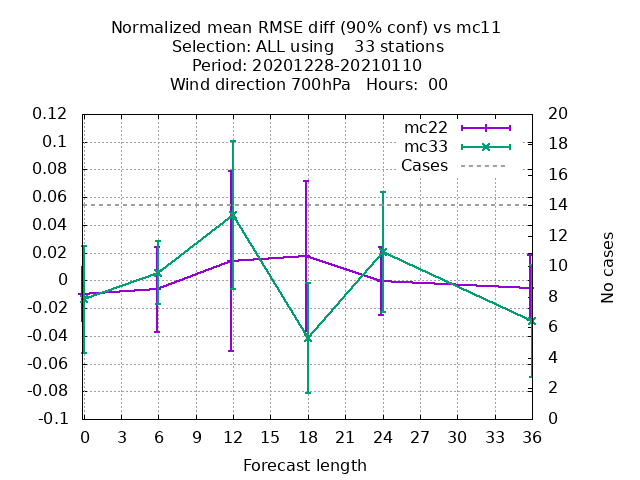 Normalized mean RMSE diff (90% conf) vs mc11
Selection: ALL using    33 stations
Period: 20201228-20210110
Wind direction 700hPa   Hours:  00
0.12
0.1
0.08
0.06
0.04
0.02
0
-0.02
-0.04
-0.06
-0.08
-0.1
mc22
mc33
Cases
20
18
16
14
12
10
8
6
4
2
0
No cases
0 3 6 9 12 15 18 21 24 27 30 33 36
Forecast length